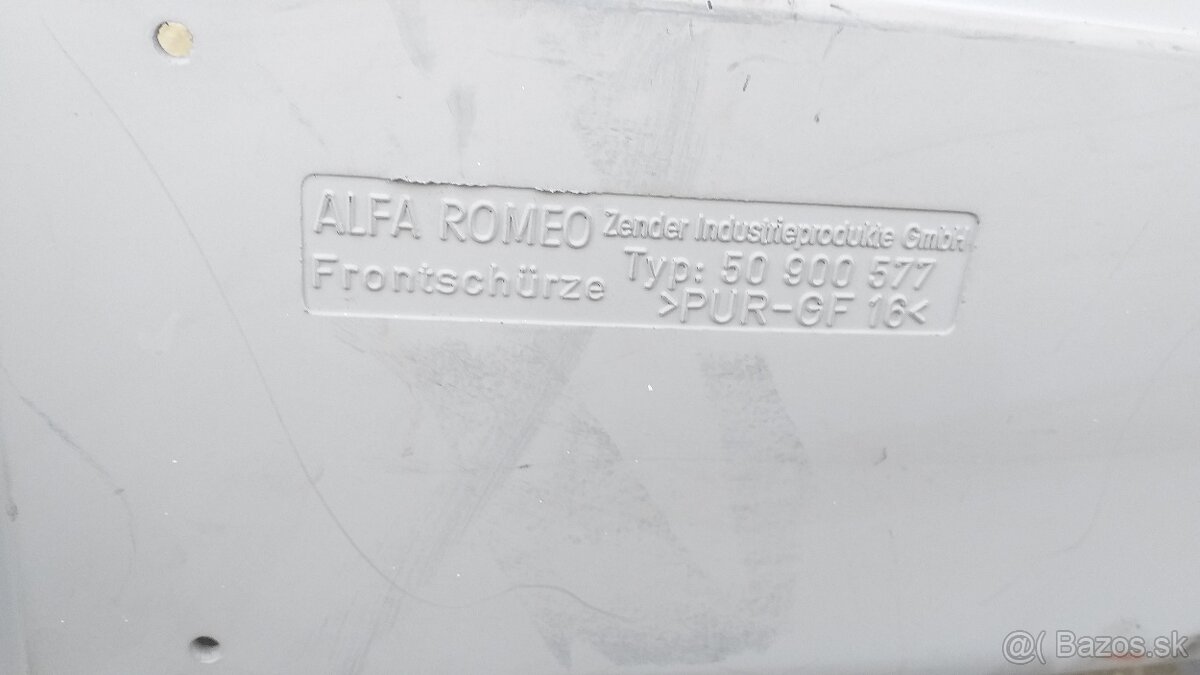 ALFA ROMEO Zender Industrieprodukte GmbH
Frontschürze Typ: 50 900 577
>PUR-GF 16<
@( Bazos.sk